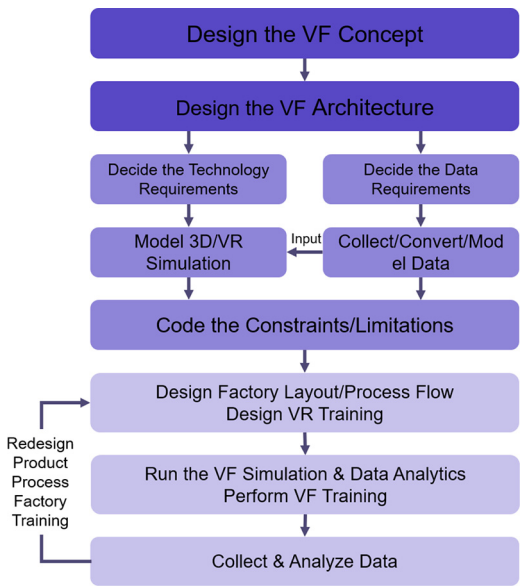 Design the VF Concept
Design the VF Architecture
Decide the Technology
Requirements
Decide the Data
Requirements
Model 3D/VR
Simulation
Input
Collect/Convert/Mod
el Data
Code the Constraints/Limitations
Design Factory Layout/Process Flow
Design VR Training
Redesign
Product
Process
Factory
Training
Run the VF Simulation & Data Analytics
Perform VF Training
Collect & Analyze Data